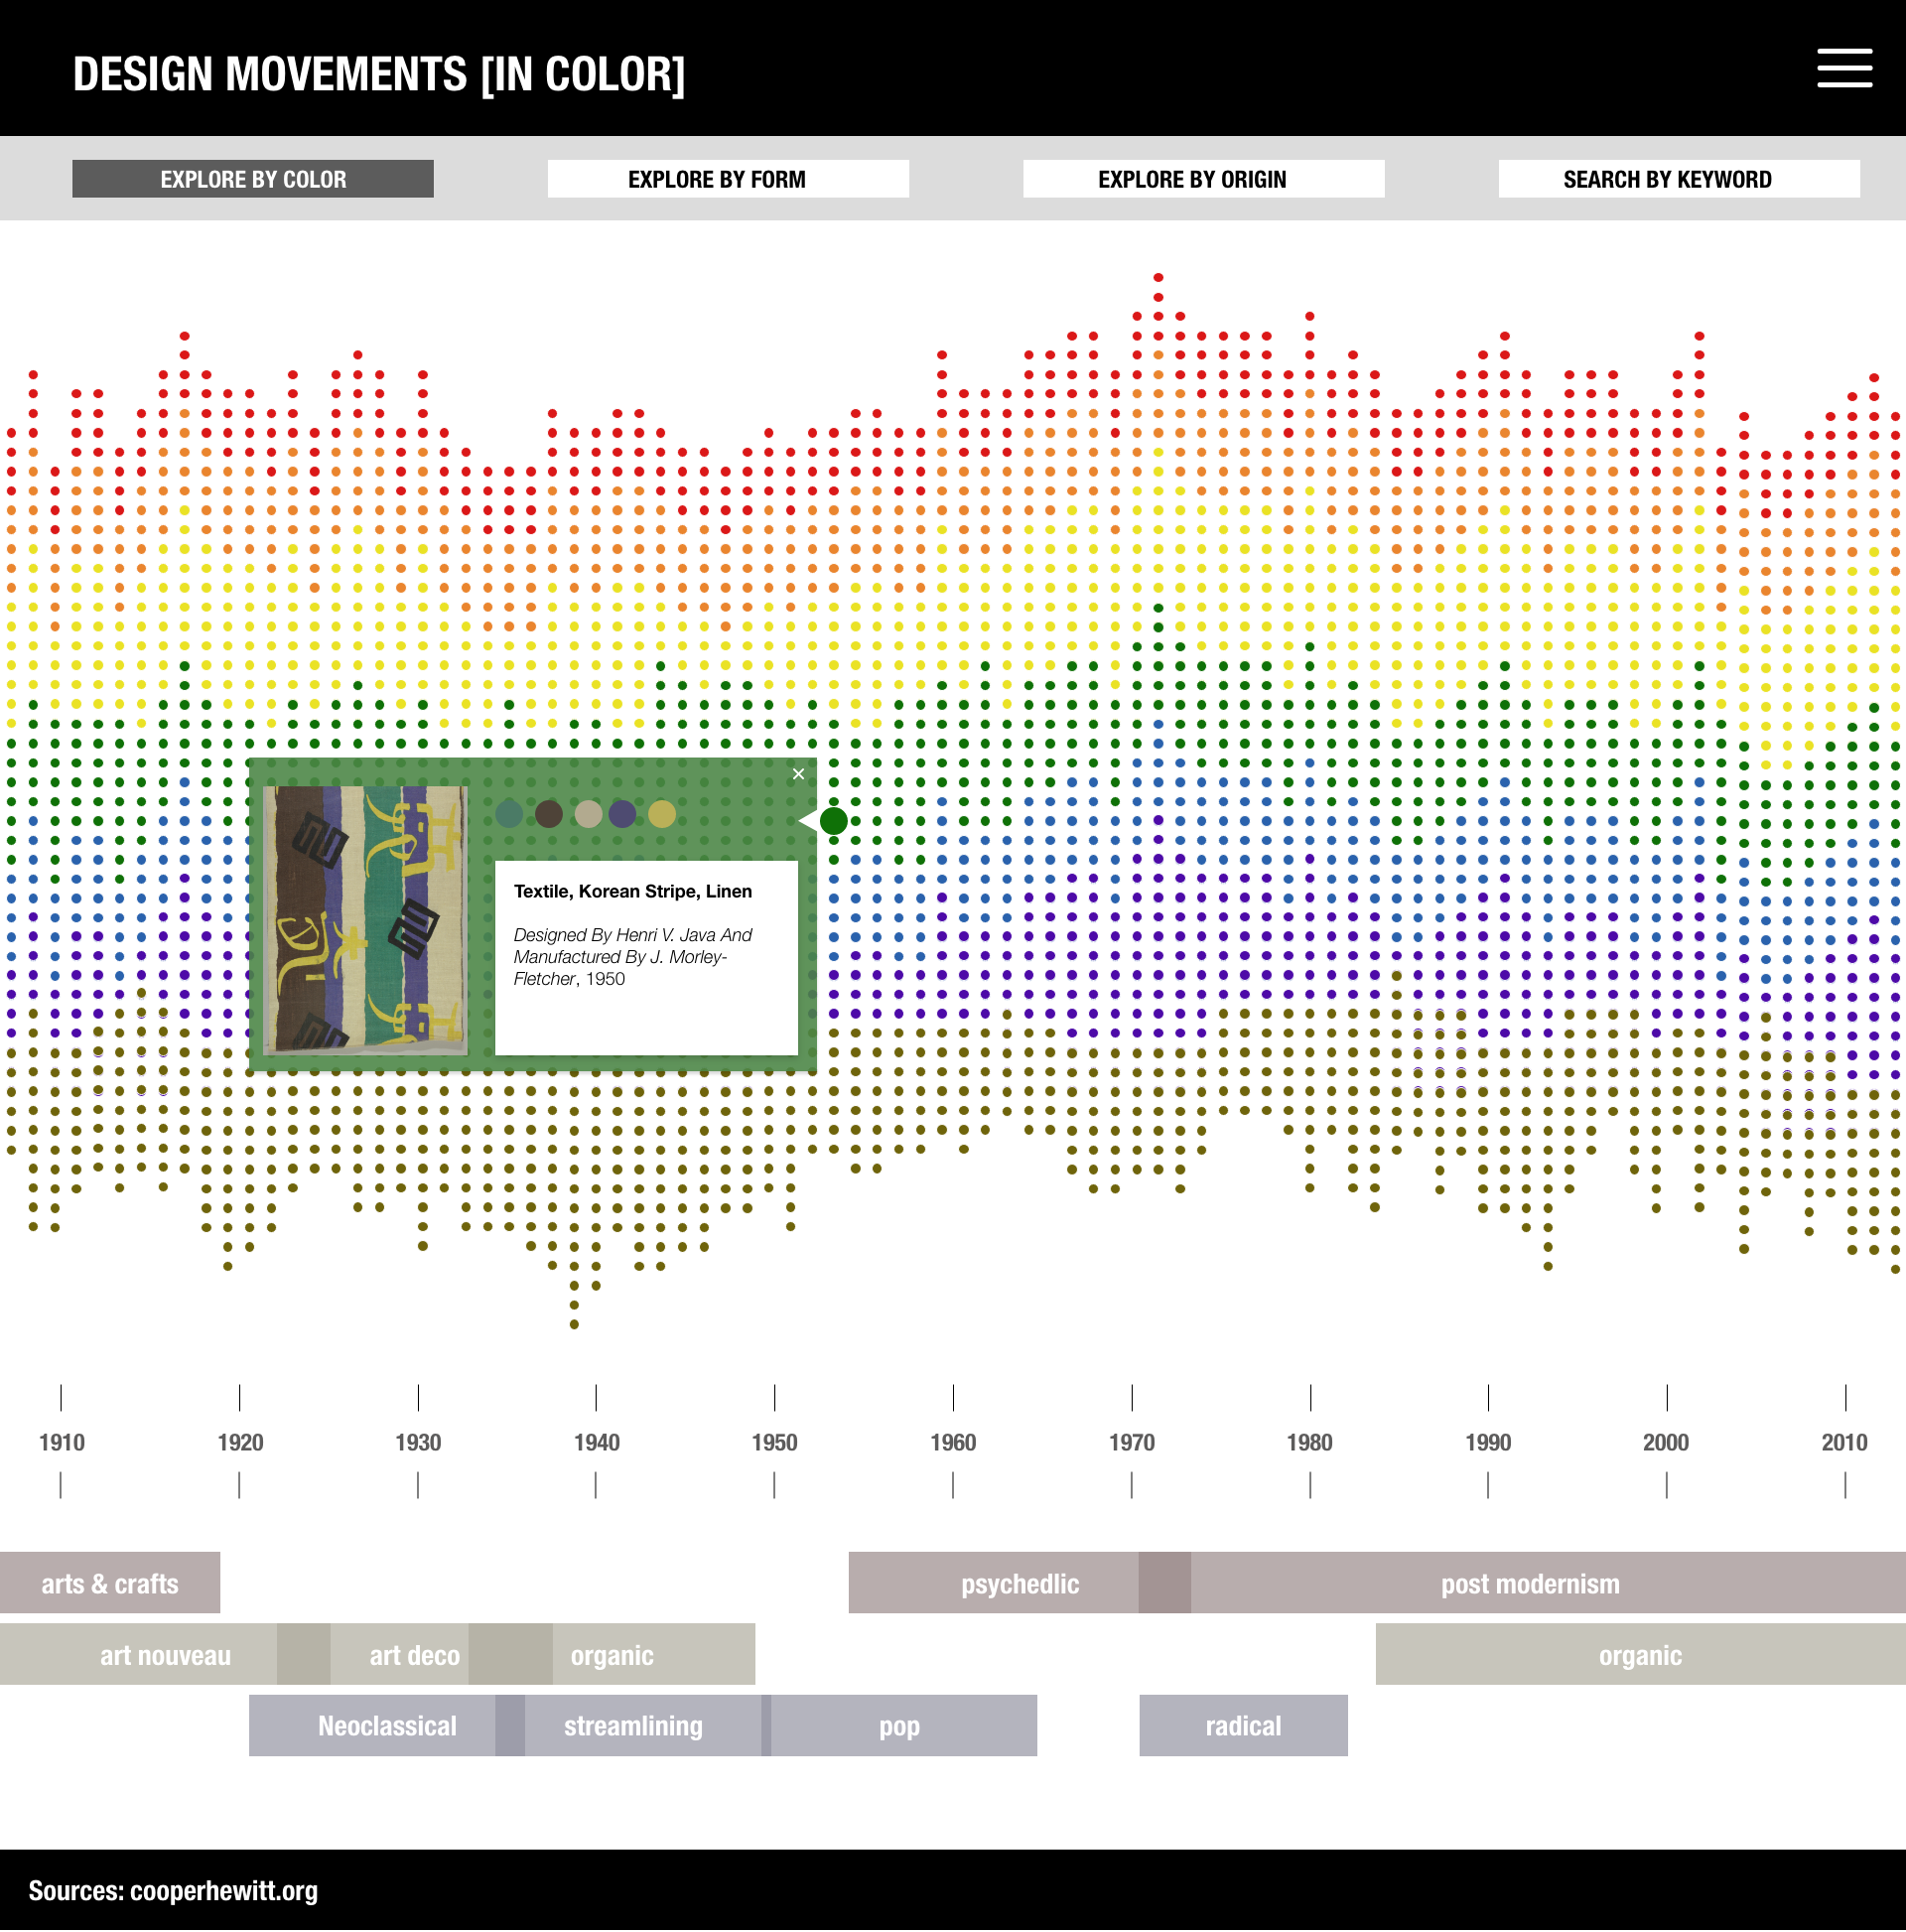 DESIGN MOVEMENTS [IN COLOR]
EXPLORE BY COLOR
EXPLORE BY FORM
EXPLORE BY ORIGIN
SEARCH BY KEYWORD
×
Textile, Korean Stripe, Linen
Designed By Henri V. Java And
Manufactured By J. Morley-
Fletcher, 1950
1910 1920 1930 1940 1950 1960 1970 1980 1990 2000 2010
arts & crafts psychedlic post modernism
art nouveau art deco organic organic
Neoclassical streamlining pop radical
Sources: cooperhewitt.org